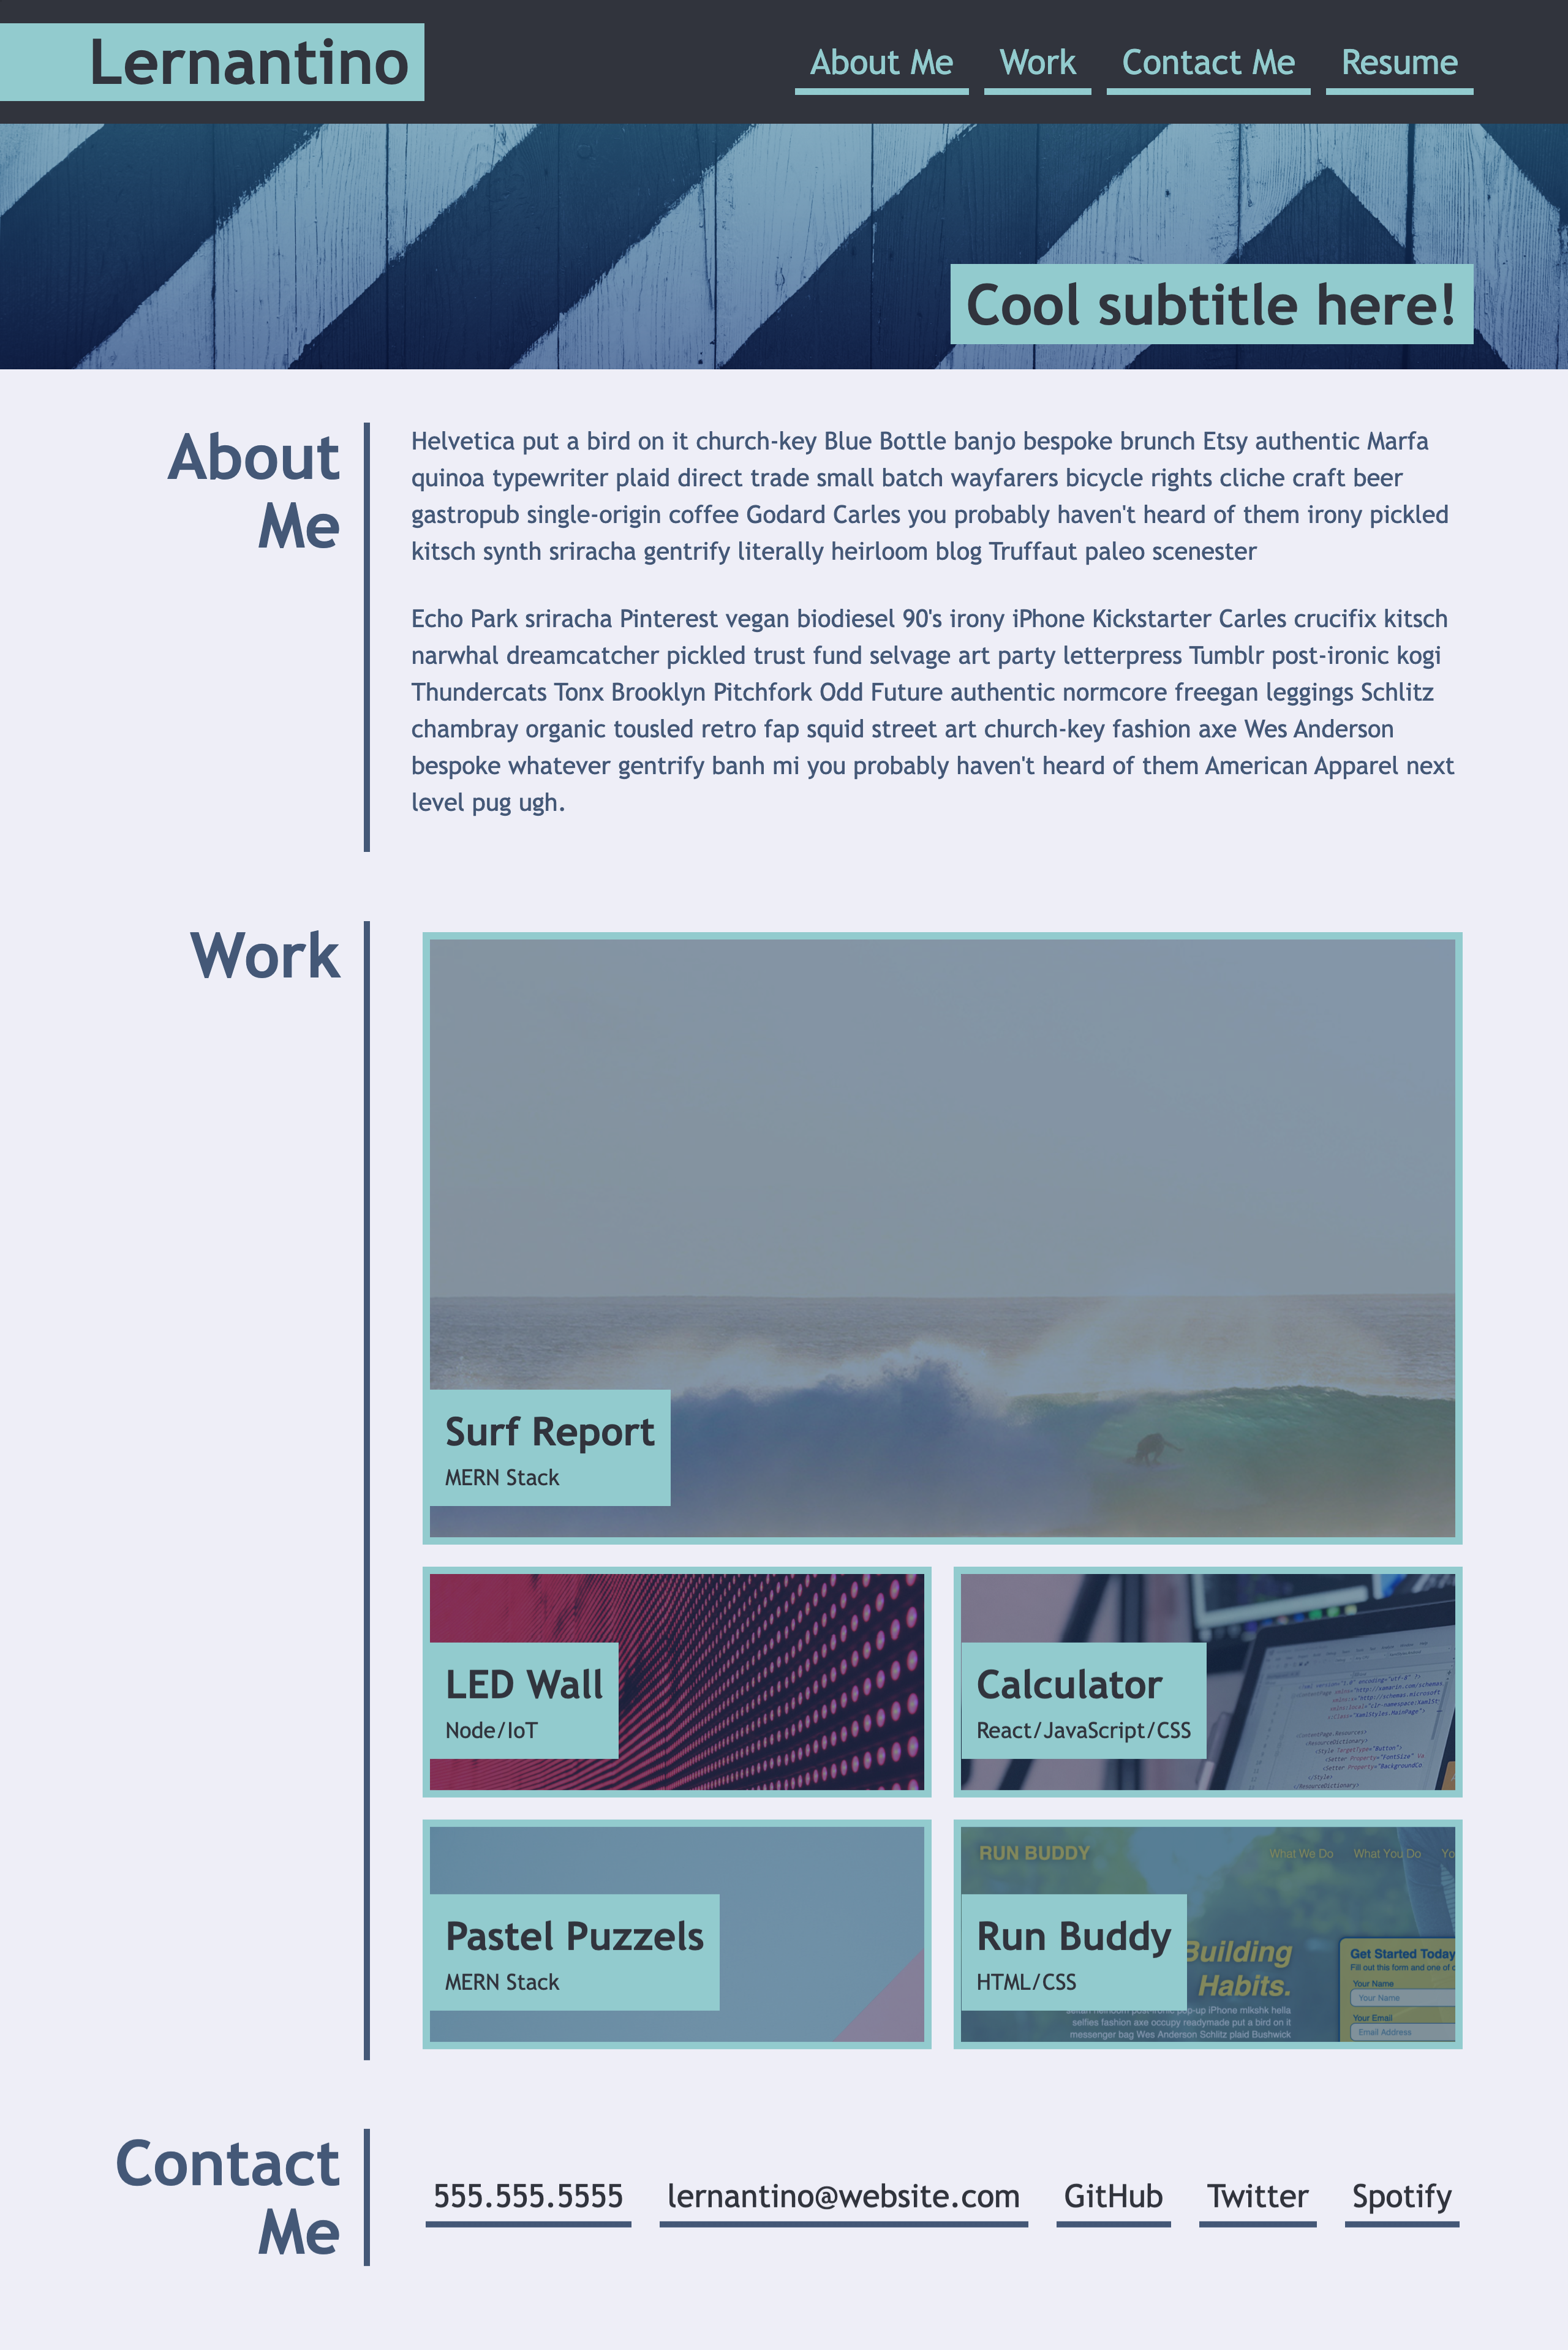 Lernantino
About Me Work Contact Me Resume
Cool subtitle here!
About
Me
Helvetica put a bird on it church-key Blue Bottle banjo bespoke brunch Etsy authentic Marfa
quinoa typewriter plaid direct trade small batch wayfarers bicycle rights cliche craft beer
gastropub single-origin coffee Godard Carles you probably haven't heard of them irony pickled
kitsch synth sriracha gentrify literally heirloom blog Truffaut paleo scenester
Echo Park sriracha Pinterest vegan biodiesel 90's irony iPhone Kickstarter Carles crucifix kitsch
narwhal dreamcatcher pickled trust fund selvage art party letterpress Tumblr post-ironic kogi
Thundercats Tonx Brooklyn Pitchfork Odd Future authentic normcore freegan leggings Schlitz
chambray organic tousled retro fap squid street art church-key fashion axe Wes Anderson
bespoke whatever gentrify banh mi you probably haven't heard of them American Apparel next
level pug ugh.
Work
Surf Report
MERN Stack
LED Wall
Node/IoT
Calculator
React/JavaScript/CSS
Pastel Puzzels
MERN Stack
RUN BUDDY What We Do What You Do Yo
Run Buddy
HTML/CSS
Building
Habits.
pop-up iPhone mlkshk hella
selfies fashion axe occupy readymade put a bird on it
messenger bag Wes Anderson Schlitz plaid Bushwick
Get Started Today
Fill out this form and one of
Your Name
Your Name
Your Email
Email Address
Contact
Me
555.555.5555 lernantino@website.com GitHub Twitter Spotify